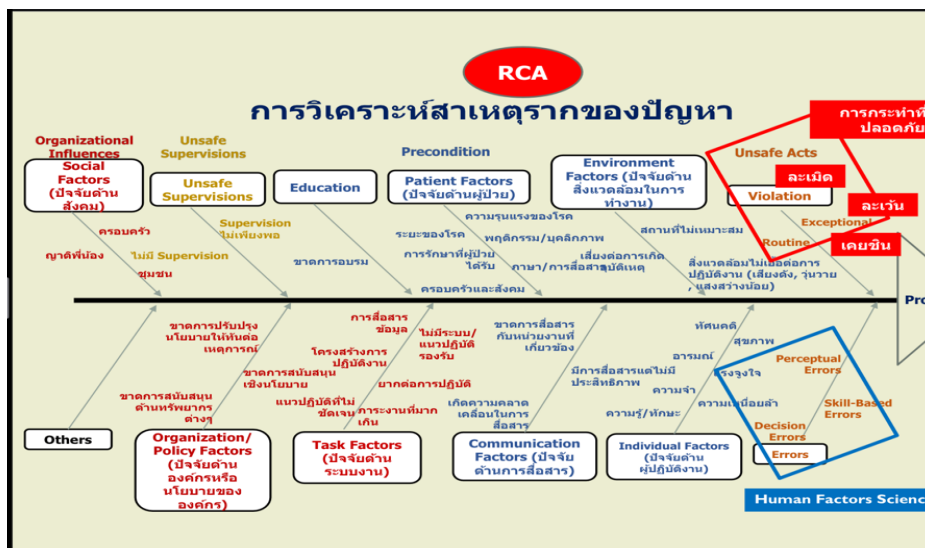 RCA
การวิเคราะห์สาเหตุรากของปัญหา
การกระทำที่
ปลอดภัย
Organizational
Influences
Unsafe
Supervisions
Precondition
Unsafe Acts
Social
Factors
(ปัจจัยด้าน
สังคม)
Unsafe
Supervisions
Education
Patient Factors
(ปัจจัยด้านผู้ป่วย)
Environment
Factors (ปัจจัยด้าน
สิ่งแวดล้อมในการ
ทำงาน)
ละเมิด
Violation
ละเว้น
Exceptional
Routine
เคยชิน
ครอบครัว
ญาติพี่น้อง
ชุมชน
Supervision
ไม่เพียงพอ
ไม่มี Supervision
ขาดการอบรม
ความรุนแรงของโรค
ระยะของโรค
พฤติกรรม/บุคลิกภาพ
การรักษาที่ผู้ป่วย
ได้รับ
ภาษา/การสื่อสาร
ครอบครัวและสังคม
สถานที่ไม่เหมาะสม
เสี่ยงต่อการเกิด
อุบัติเหตุ
สิ่งแวดล้อมไม่เอื้อต่อการ
ปฏิบัติงาน (เสียงดัง, วุ่นวาย
, แสงสว่างน้อย)
Pro
ขาดการปรับปรุง
นโยบายให้ทันต่อ
เหตุการณ์
ขาดการสนับสนุน
เชิงนโยบาย
ขาดการสนับสนุน
ด้านทรัพยากร
ต่างๆ
การสื่อสาร
ข้อมูล
ไม่มีระบบ/
แนวปฏิบัติ
รองรับ
โครงสร้างการ
ปฏิบัติงาน
ยากต่อการปฏิบัติ
แนวปฏิบัติที่ไม่
ชัดเจน
ภาระงานที่มาก
เกิน
ขาดการสื่อสาร
กับหน่วยงานที่
เกี่ยวข้อง
มีการสื่อสารแต่ไม่มี
ประสิทธิภาพ
เกิดความคลาด
เคลื่อนในการ
สื่อสาร
ทัศนคติ
สุขภาพ
อารมณ์
แรงจูงใจ
ความจำ
ความเหนื่อยล้า
ความรู้/ทักษะ
Perceptual
Errors
Skill-Based
Errors
Decision
Errors
Errors
Others
Organization/
Policy Factors
(ปัจจัยด้าน
องค์กรหรือ
นโยบายของ
องค์กร)
Task Factors
(ปัจจัยด้าน
ระบบงาน)
Communication
Factors (ปัจจัย
ด้านการสื่อสาร)
Individual Factors
(ปัจจัยด้าน
ผู้ปฏิบัติงาน)
Human Factors Scienc